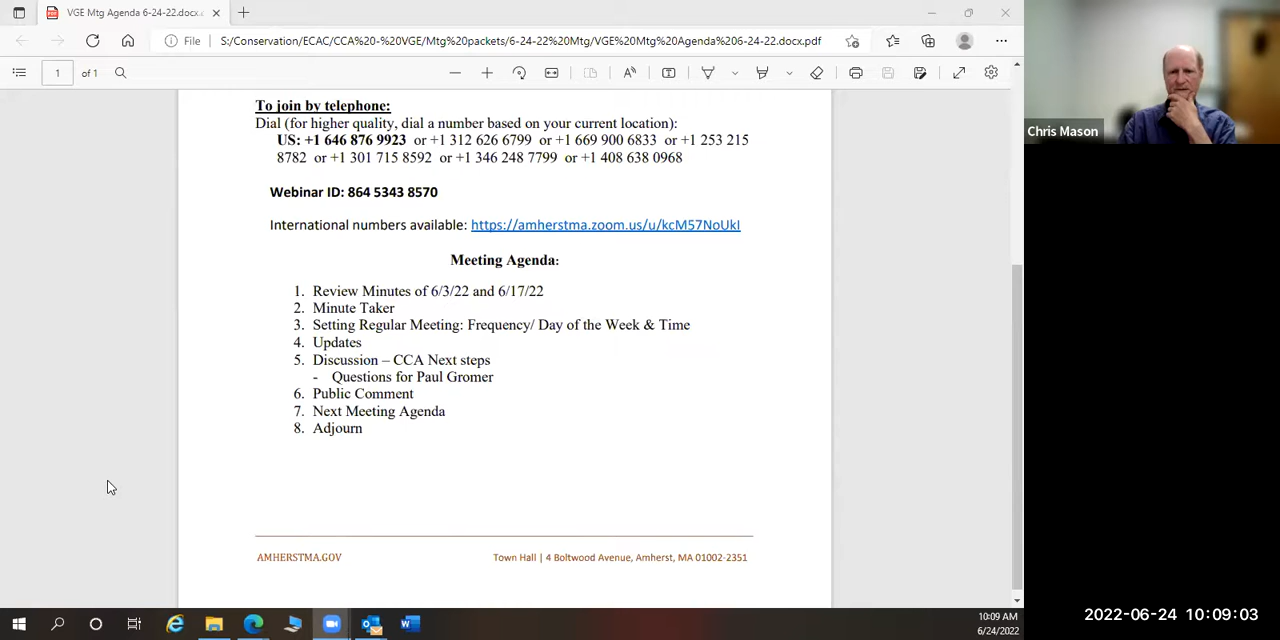 VGE Mtg Agenda 6-24-22.docx.
File
S:/Conservation/ECAC/CCA%20-%20VGE/Mtg%20packets/6-24-22%20Mtg/VGE%20Mtg%20Agenda%206-24-22.docx.pdf
1 of 1
Chris Mason
To join by telephone:
Dial (for higher quality, dial a number based on your current location):
US: +1 646 876 9923 or +1 312 626 6799 or +1 669 900 6833 or +1 253 215
8782 or +1 301 715 8592 or +1 346 248 7799 or +1 408 638 0968
Webinar ID: 864 5343 8570
International numbers available: https://amherstma.zoom.us/u/kcM57NoUkI
Meeting Agenda:
1. Review Minutes of 6/3/22 and 6/17/22
2. Minute Taker
3. Setting Regular Meeting: Frequency/ Day of the Week & Time
4. Updates
5. Discussion – CCA Next steps
- Questions for Paul Gromer
6. Public Comment
7. Next Meeting Agenda
8. Adjourn
AMHERSTMA.GOV
Town Hall | 4 Boltwood Avenue, Amherst, MA 01002-2351
10:09 AM
6/24/2022
2022-06-24 10:09:03